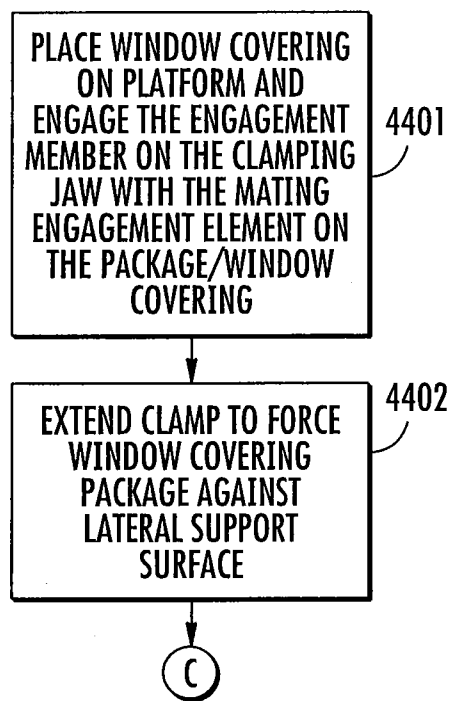 PLACE WINDOW COVERING
ON PLATFORM AND
ENGAGE THE ENGAGEMENT
MEMBER ON THE CLAMPING
JAW WITH THE MATING
ENGAGEMENT ELEMENT ON
THE PACKAGE/WINDOW
COVERING
4401
EXTEND CLAMP TO FORCE
WINDOW COVERING
PACKAGE AGAINST
LATERAL SUPPORT
SURFACE
4402
C